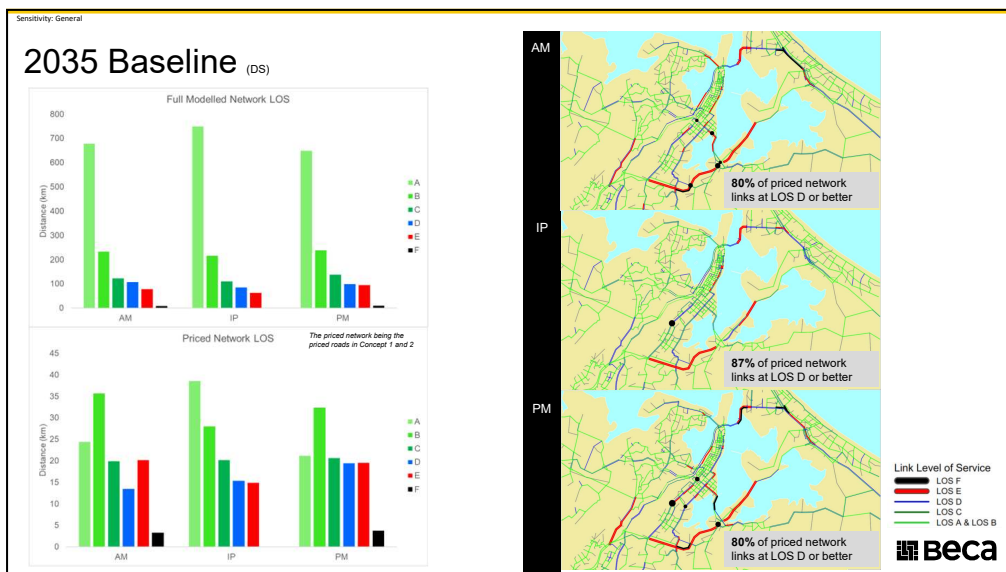 Sensitivity: General
2035 Baseline (DS)
Full Modelled Network LOS
Distance (km)
800
700
600
500
400
300
200
100
0
AM
IP
PM
A
B
C
D
E
F
Priced Network LOS
The priced network being the
priced roads in Concept 1 and 2
Distance (km)
45
40
35
30
25
20
15
10
5
0
AM
IP
PM
A
B
C
D
E
F
AM
80% of priced network
links at LOS D or better
IP
87% of priced network
links at LOS D or better
PM
80% of priced network
links at LOS D or better
Link Level of Service
LOS F
LOS E
LOS D
LOS C
LOS A & LOS B
Beca